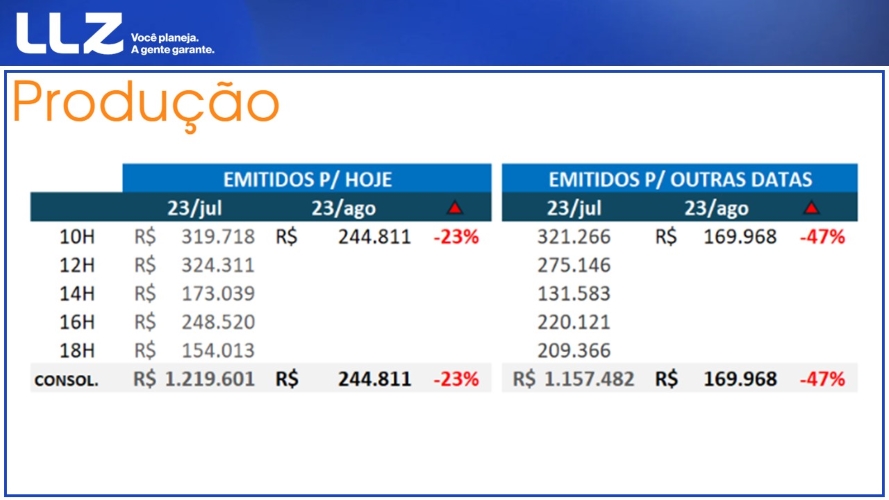 LLZ
Você planeja.
A gente garante.
Produção
EMITIDOS P/ HOJE EMITIDOS P/ OUTRAS DATAS
23/jul 23/ago 23/jul 23/ago
10H R$ 319.718 R$ 244.811 -23% 321.266 R$ 169.968 -47%
12H R$ 324.311 275.146
14H R$ 173.039 131.583
16H R$ 248.520 220.121
18H R$ 154.013 209.366
CONSOL. R$ 1.219.601 R$ 244.811 -23% R$ 1.157.482 R$ 169.968 -47%